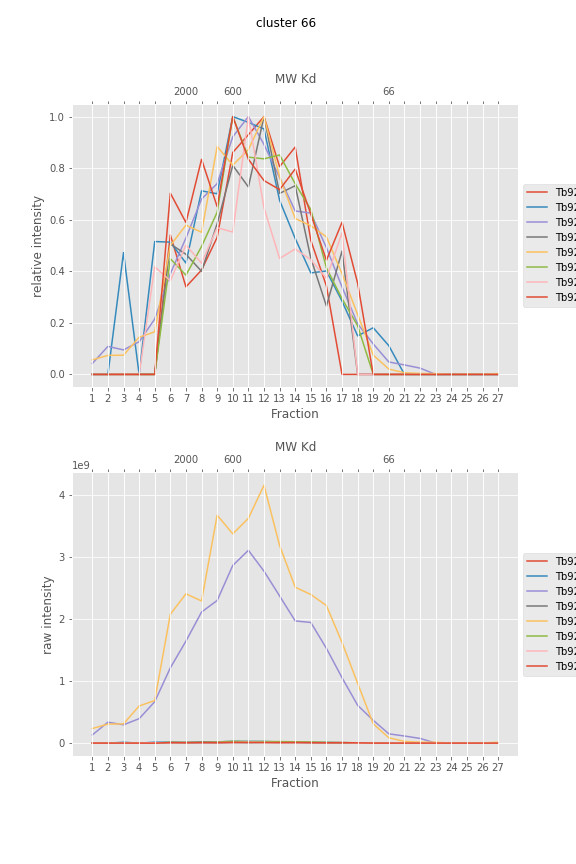 cluster 66
MW Kd
2000 600 66
1.0
0.8
0.6
0.4
0.2
0.0
relative intensity
1 2 3 4 5 6 7 8 9 10 11 12 13 14 15 16 17 18 19 20 21 22 23 24 25 26 27
Fraction
Tb92
Tb92
Tb92
Tb92
Tb92
Tb92
Tb92
Tb92
MW Kd
1e9 2000 600 66
4
3
2
1
0
raw intensity
1 2 3 4 5 6 7 8 9 10 11 12 13 14 15 16 17 18 19 20 21 22 23 24 25 26 27
Fraction
Tb92
Tb92
Tb92
Tb92
Tb92
Tb92
Tb92
Tb92